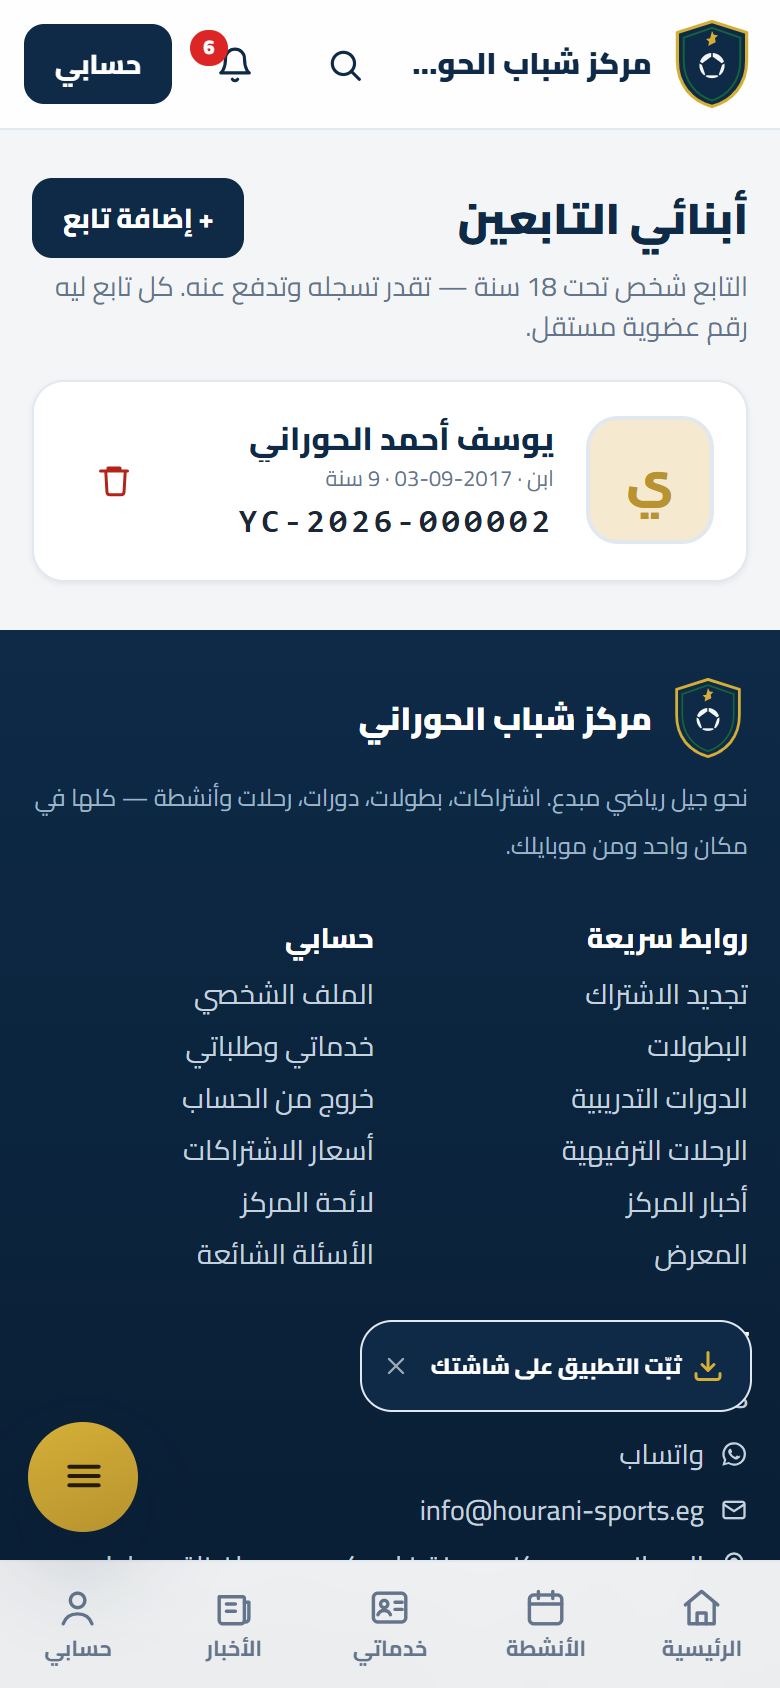 مركز شباب الحو...
6
حسابي
أبنائي التابعين
+ إضافة تابع
التابع شخص تحت 18 سنة — تقدر تسجله وتدفع عنه. كل تابع ليه
رقم عضوية مستقل.
ي
يوسف أحمد الحوراني
ابن · 2017-09-03 · 9 سنة
YC-2026-000002
مركز شباب الحوراني
نحو جيل رياضي مبدع. اشتراكات، بطولات، دورات، رحلات وأنشطة — كلها في
مكان واحد ومن موبايلك.
روابط سريعة
تجديد الاشتراك
البطولات
الدورات التدريبية
الرحلات الترفيهية
أخبار المركز
المعرض
حسابي
الملف الشخصي
خدماتي وطلباتي
خروج من الحساب
أسعار الاشتراكات
لائحة المركز
الأسئلة الشائعة
ثبّت التطبيق على شاشتك
واتساب
info@hourani-sports.eg
الرئيسية
الأنشطة
خدماتي
الأخبار
حسابي